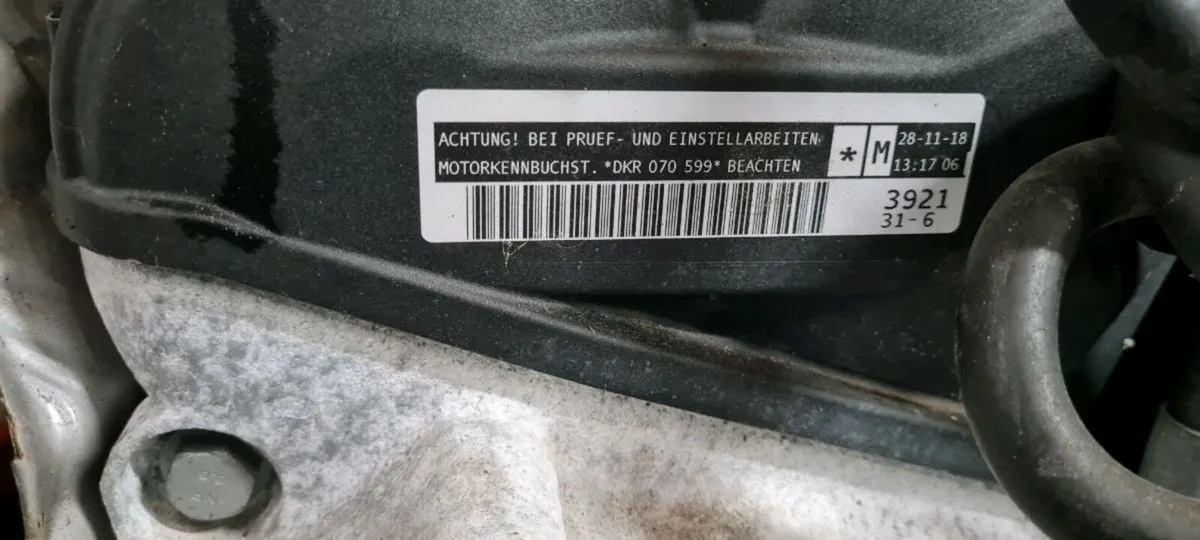 ACHTUNG! BEI PRUEF- UND EINSTELLARBEITEN
MOTORKENNBUCHST. *DKR 070 599* BEACHTEN
* M
28-11-18
13:17 06
3921
31-6